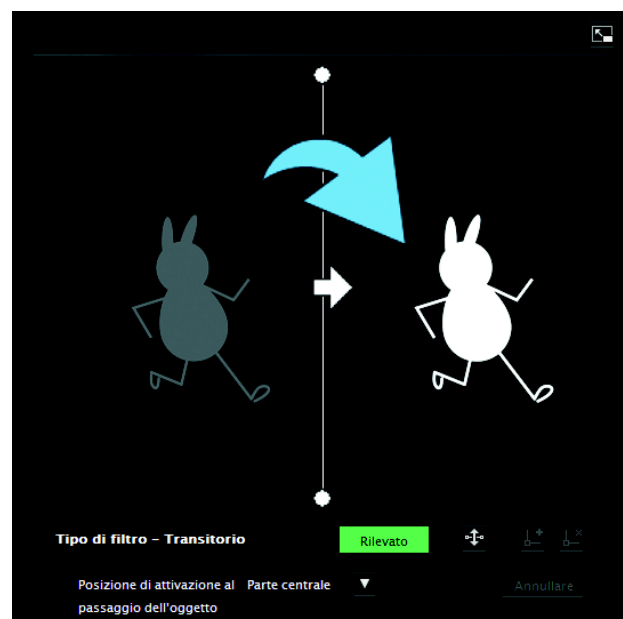 Tipo di filtro – Transitorio Rilevato
Posizione di attivazione al Parte centrale
passaggio dell'oggetto
Annullare